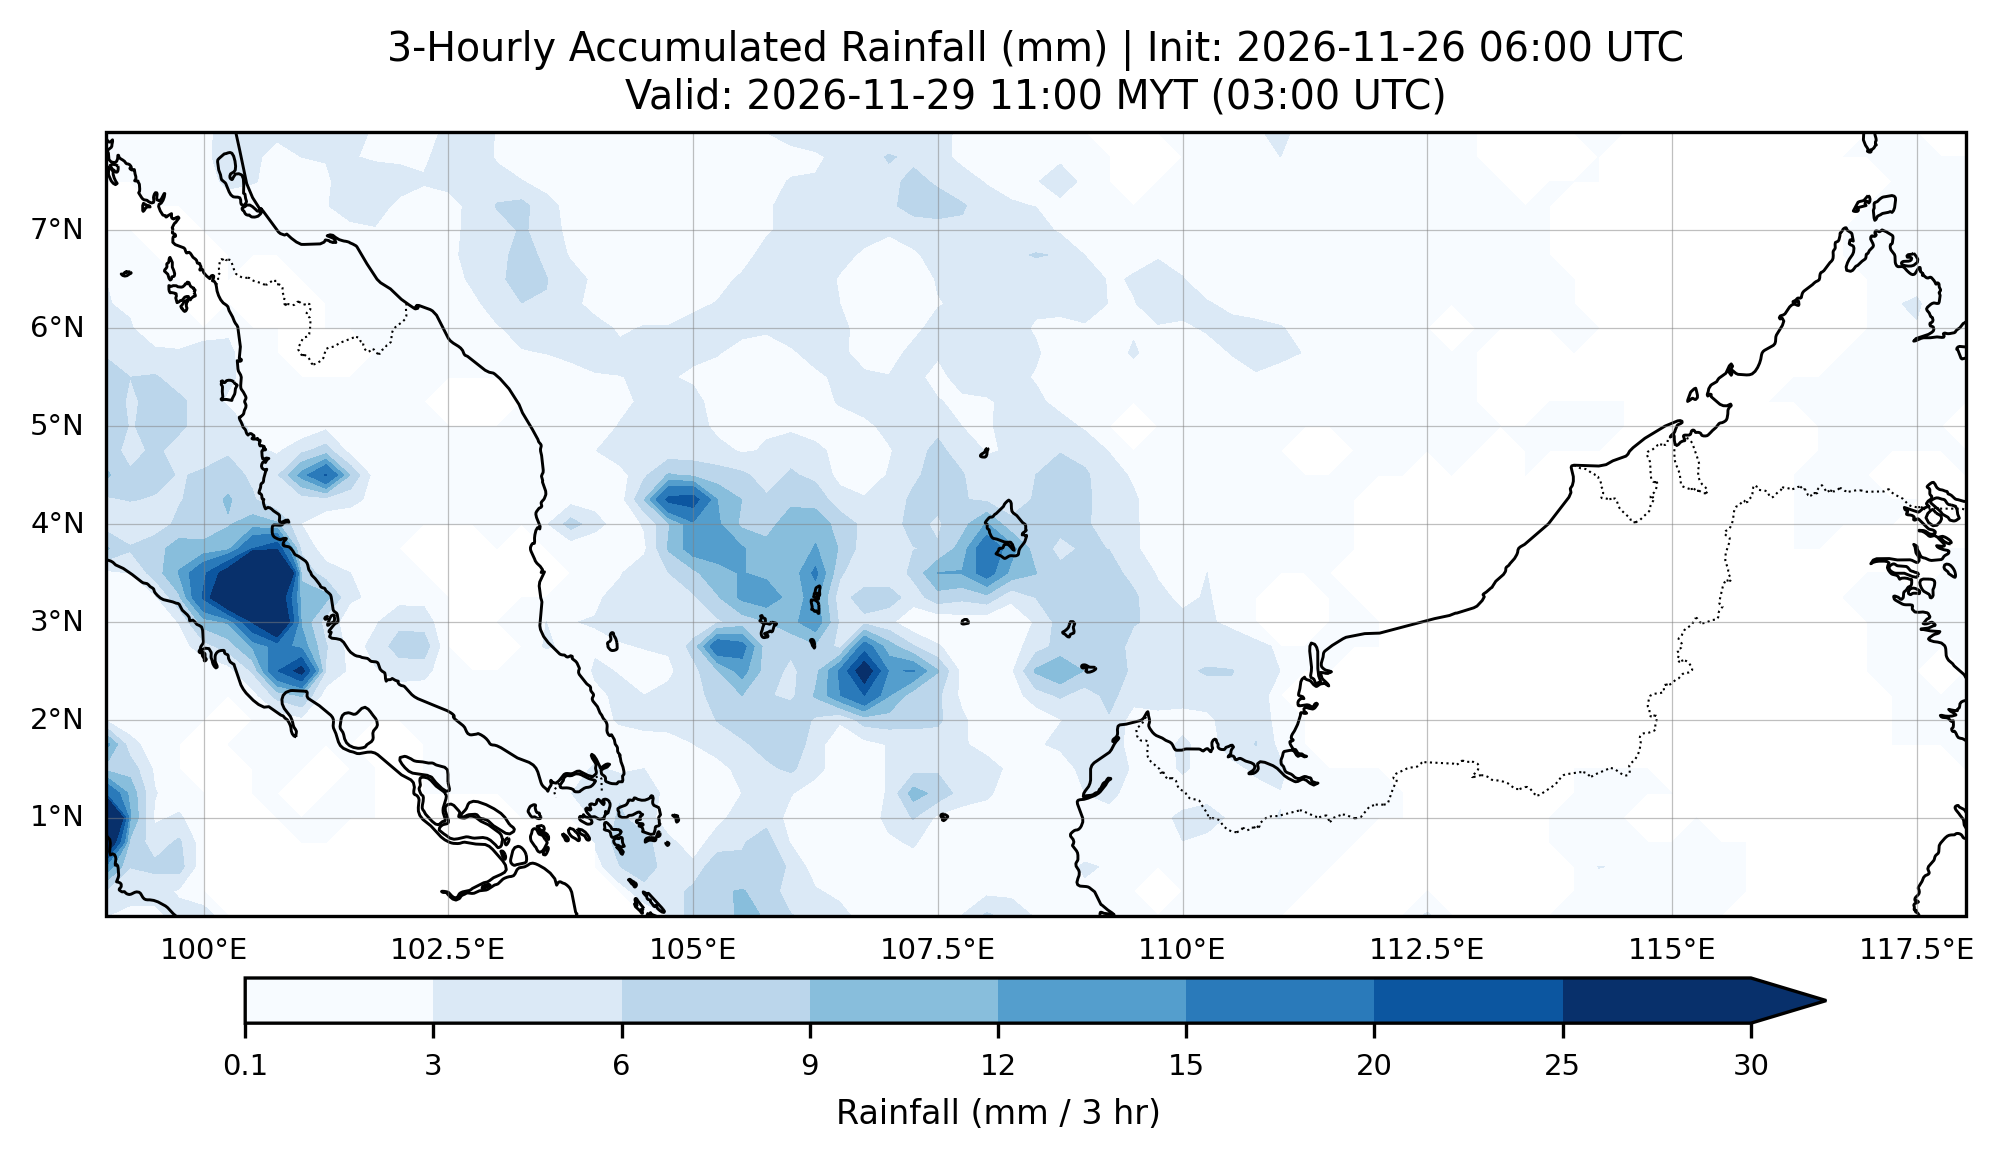 3-Hourly Accumulated Rainfall (mm) | Init: 2026-11-26 06:00 UTC
Valid: 2026-11-29 11:00 MYT (03:00 UTC)
7°N
6°N
5°N
4°N
3°N
2°N
1°N
100°E 102.5°E 105°E 107.5°E 110°E 112.5°E 115°E 117.5°E
0.1 3 6 9 12 15 20 25 30
Rainfall (mm / 3 hr)